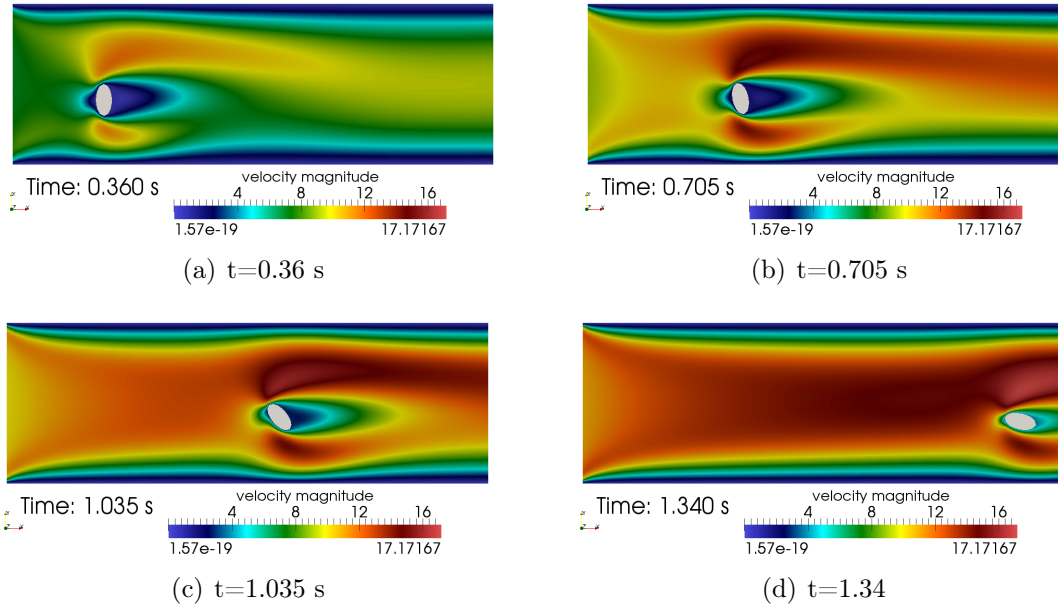 Time: 0.360 s
velocity magnitude
4 8 12 16
1.57e-19 17.17167
(a) t=0.36 s
Time: 0.705 s
velocity magnitude
4 8 12 16
1.57e-19 17.17167
(b) t=0.705 s
Time: 1.035 s
velocity magnitude
4 8 12 16
1.57e-19 17.17167
(c) t=1.035 s
Time: 1.340 s
velocity magnitude
4 8 12 16
1.57e-19 17.17167
(d) t=1.34